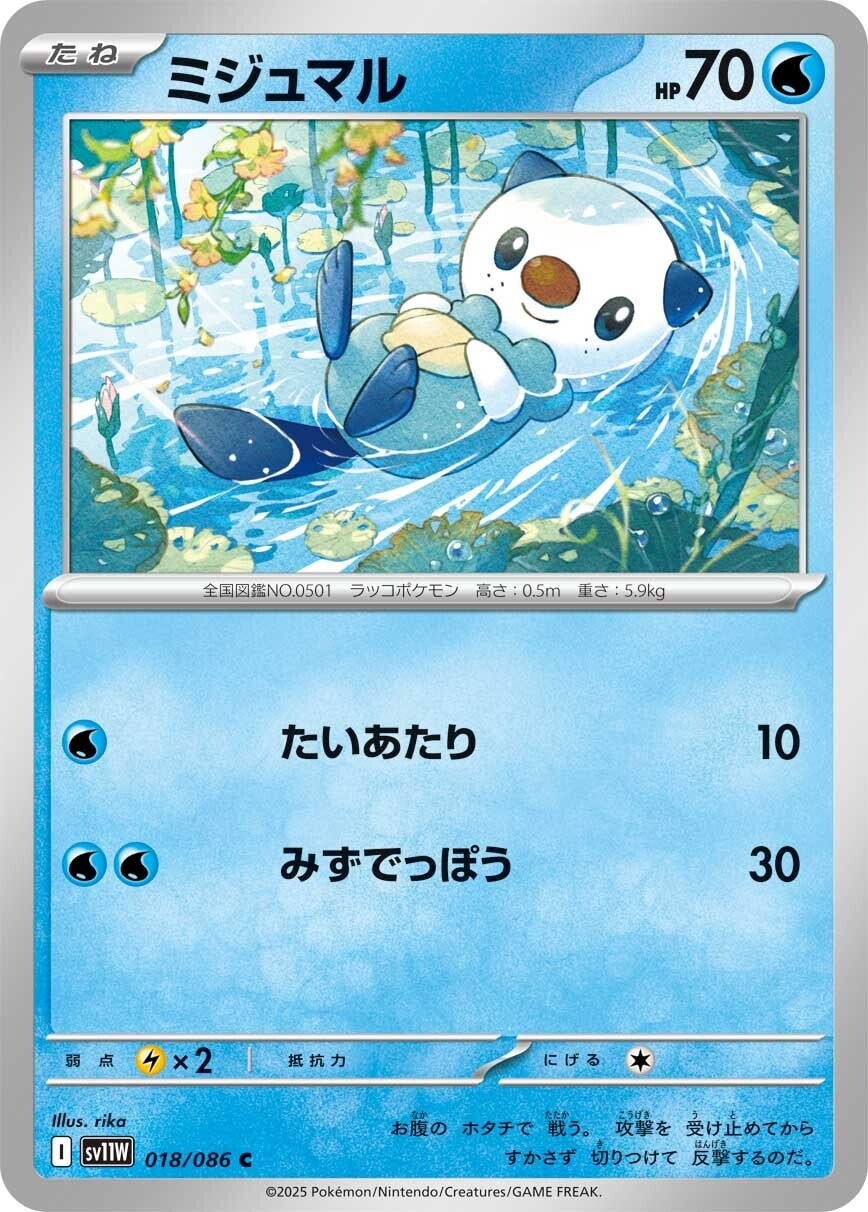 たね
ミジュマル
HP70
全国図鑑NO.0501 ラッコポケモン 高さ:0.5m 重さ:5.9kg
たいあたり 10
みずでっぽう 30
弱点 ×2 抵抗力 にげる
Illus. rika
お腹の ホタチで 戦う。 攻撃を 受け止めてから
すかさず 切りつけて 反撃するのだ。
I sv11W 018/086 C
©2025 Pokémon/Nintendo/Creatures/GAME FREAK.